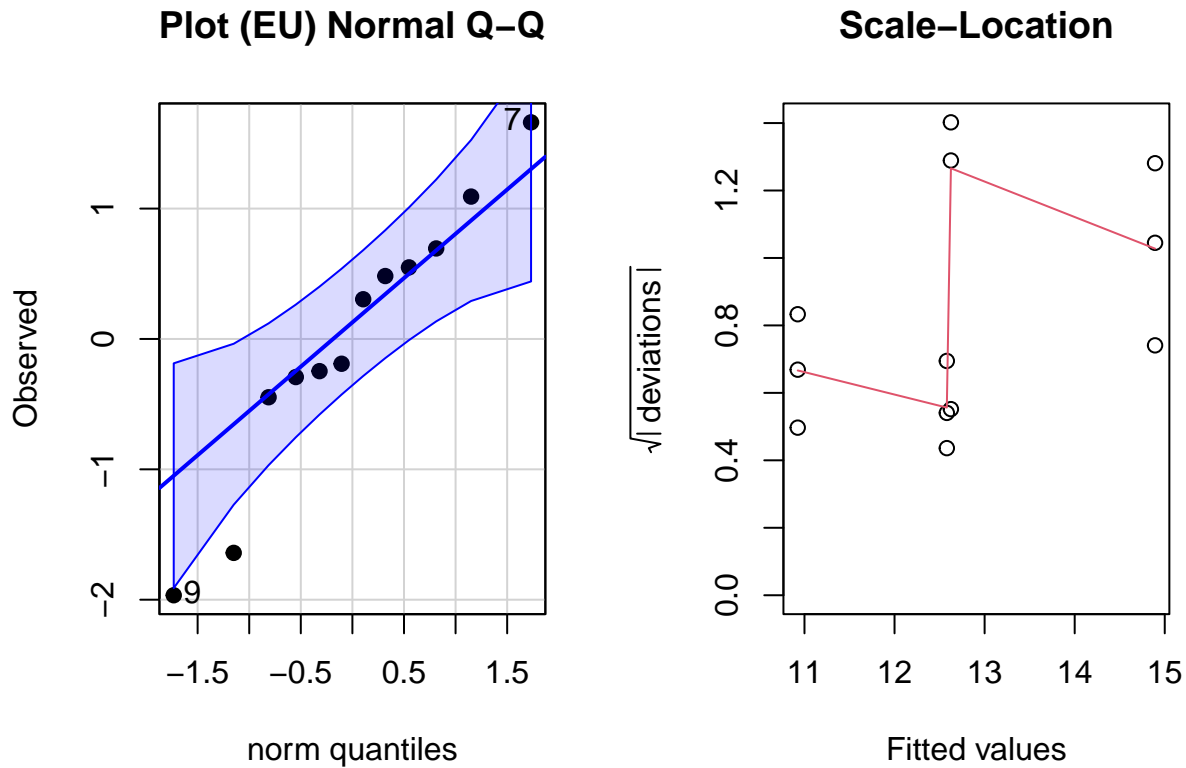 Plot (EU) Normal Q−Q
Observed
1
0
−1
−2
7
9
−1.5 −0.5 0.5 1.5
norm quantiles
Scale−Location
√| deviations |
1.2
0.8
0.4
0.0
11 12 13 14 15
Fitted values